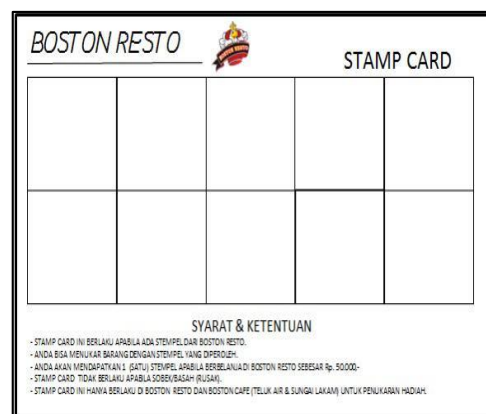 BOSTON RESTO
STAMP CARD
SYARAT & KETENTUAN
- STAMP CARD INI BERLAKU APABILA ADA STEMPEL DARI BOSTON RESTO.
- ANDA BISA MENUKAR BARANG DENGAN STEMPEL YANG DIPEROLEH.
- ANDA AKAN MENDAPATKAN 1 (SATU) STEMPEL APABILA BERBELANJA DI BOSTON RESTO SEBESAR Rp. 50.000,-
- STAMP CARD TIDAK BERLAKU APABILA SOBEK/BASAH (RUSAK).
- STAMP CARD INI HANYA BERLAKU DI BOSTON RESTO DAN BOSTON CAFE (TELUK AIR & SUNGAI LAKAM) UNTUK PENUKARAN HADIAH.